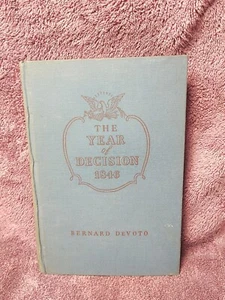 THE
YEAR
of
DECISION
1846
BERNARD DEVOTO